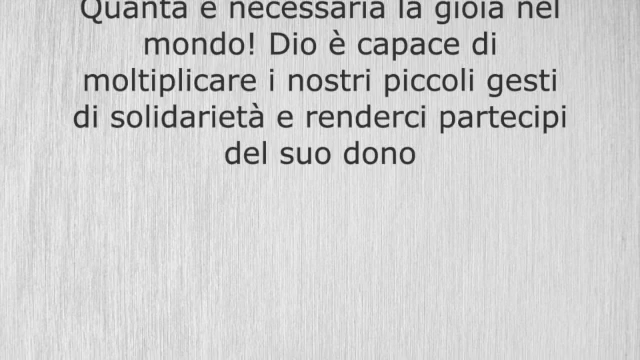 Quanta è necessaria la gioia nel
mondo! Dio è capace di
moltiplicare i nostri piccoli gesti
di solidarietà e renderci partecipi
del suo dono